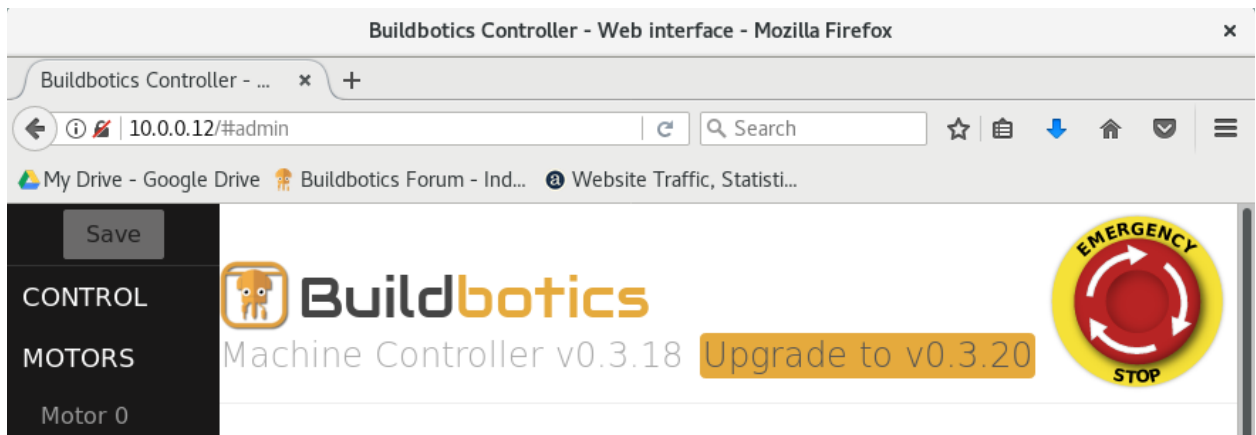 Buildbotics Controller - Web interface - Mozilla Firefox
Buildbotics Controller - ...
10.0.0.12/#admin
Search
My Drive - Google Drive Buildbotics Forum - Ind... a Website Traffic, Statisti...
Save
EMERGENCY
Buildbotics
CONTROL
Machine Controller v0.3.18 Upgrade to v0.3.20
MOTORS
STOP
Motor 0